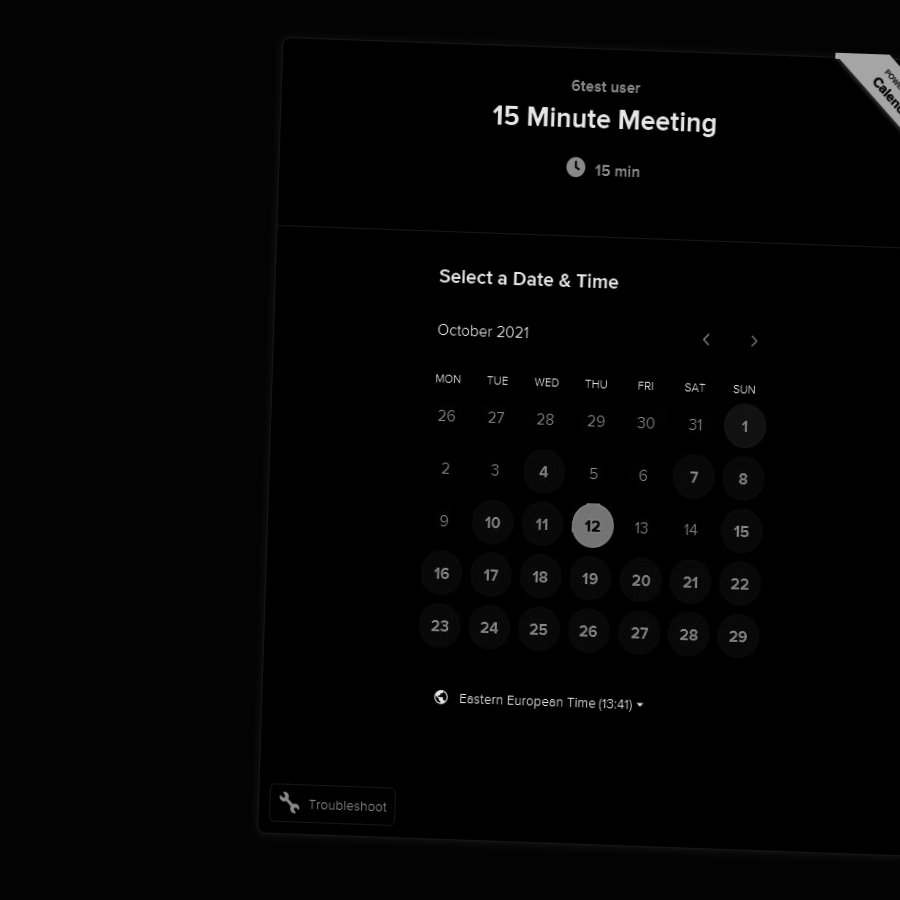 6test user
15 Minute Meeting
15 min
Select a Date & Time
October 2021
MON TUE WED THU FRI SAT SUN
26 27 28 29 30 31 1
2 3 4 5 6 7 8
9 10 11 12 13 14 15
16 17 18 19 20 21 22
23 24 25 26 27 28 29
Eastern European Time (13:41)
Troubleshoot